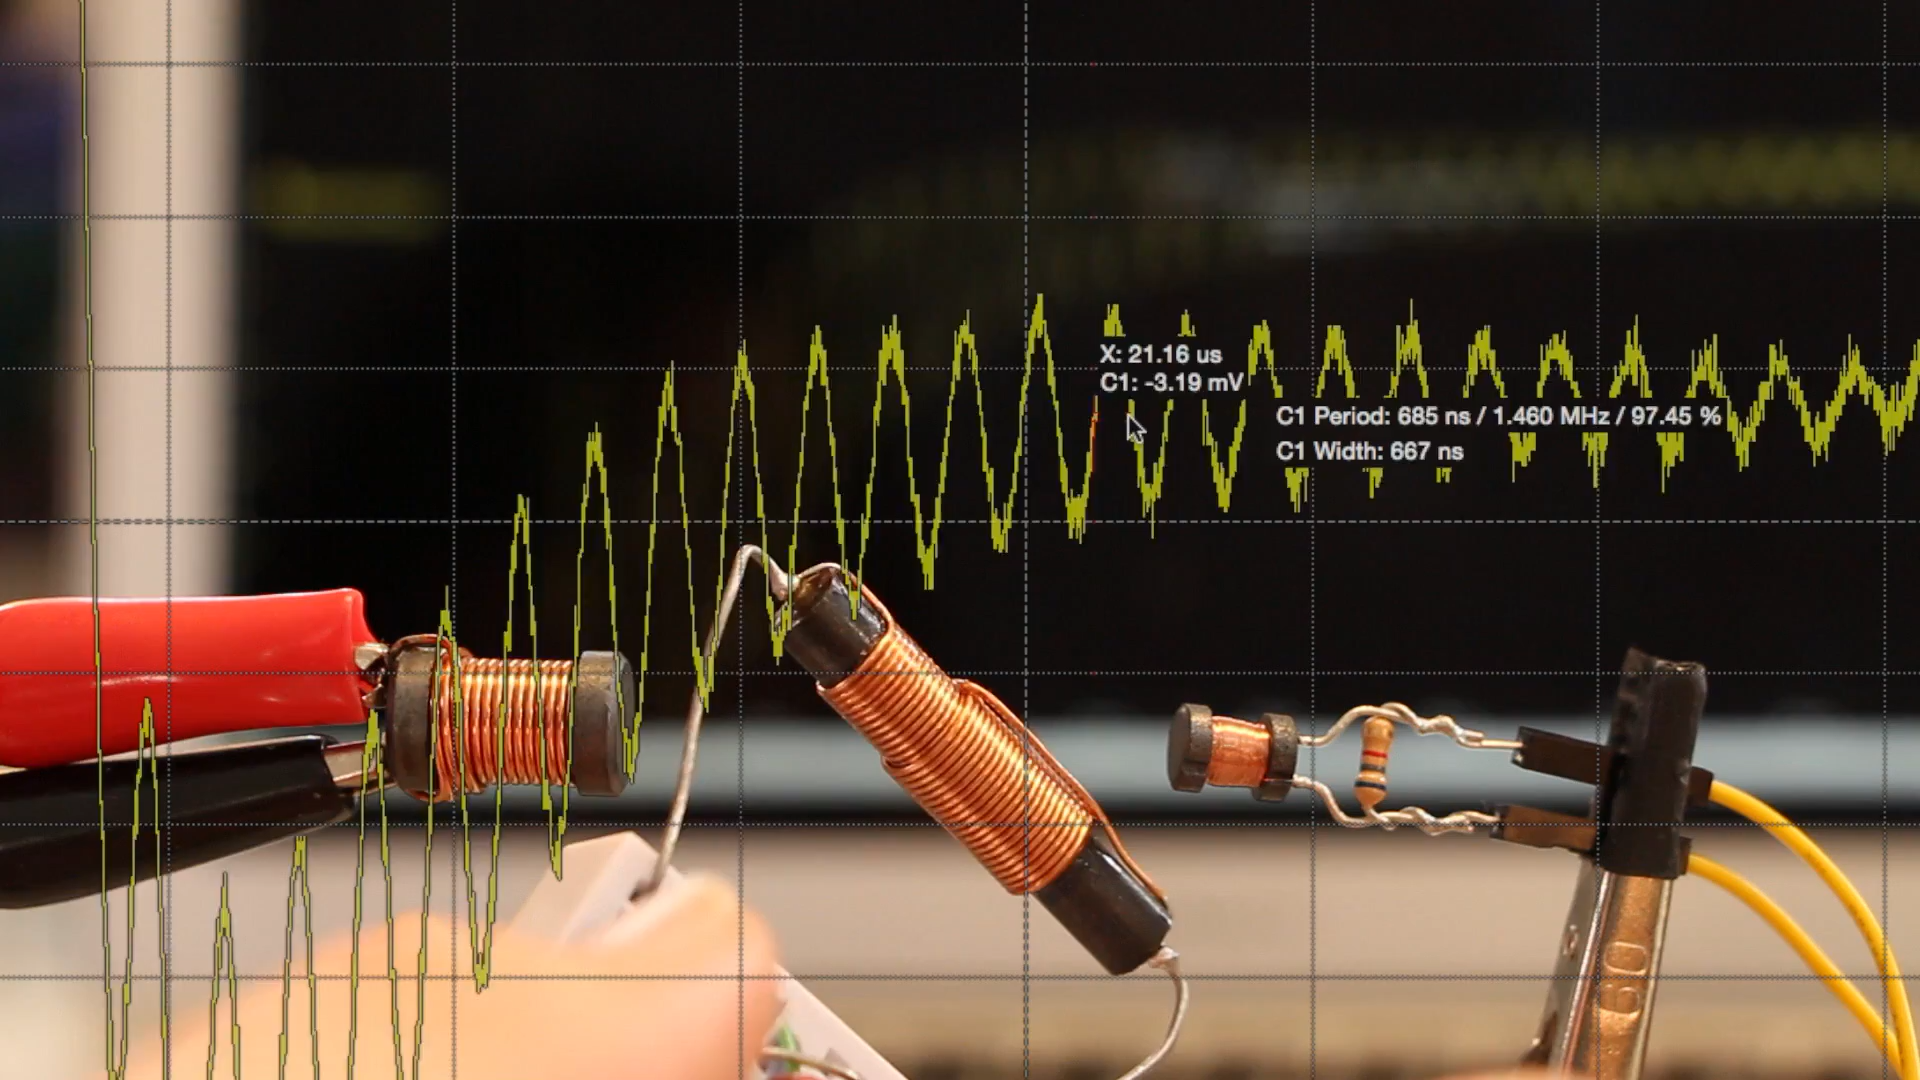 X: 21.16 us
C1: -3.19 mV
C1 Period: 685 ns / 1.460 MHz / 97.45 %
C1 Width: 667 ns
60